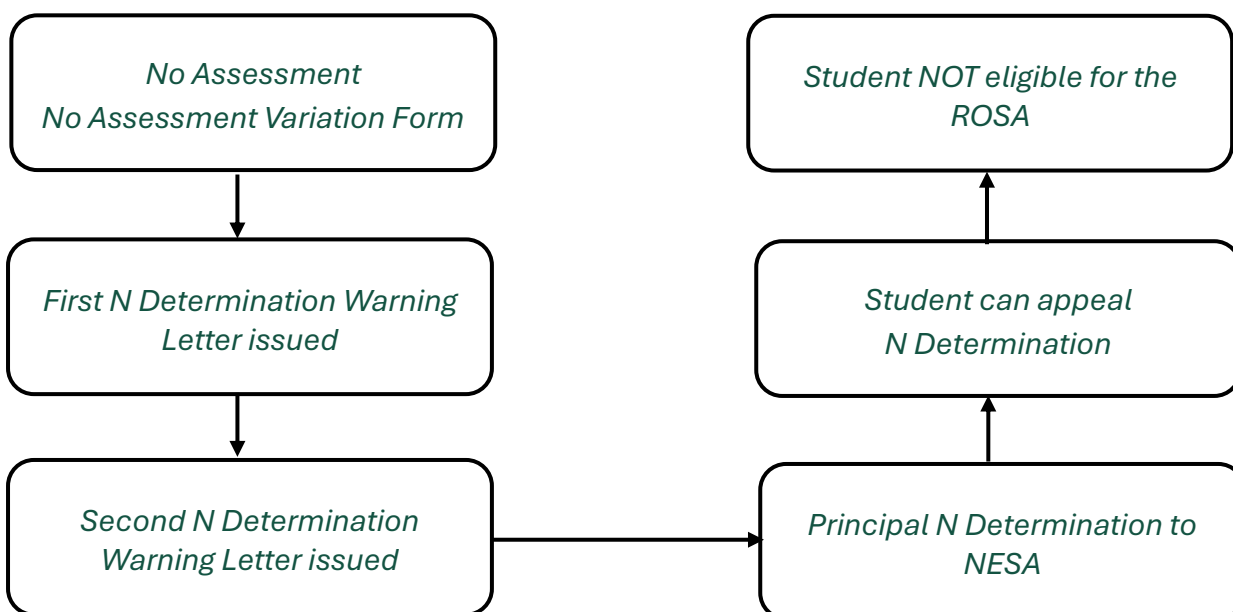 No Assessment
No Assessment Variation Form
First N Determination Warning
Letter issued
Second N Determination
Warning Letter issued
Principal N Determination to
NESA
Student can appeal
N Determination
Student NOT eligible for the
ROSA